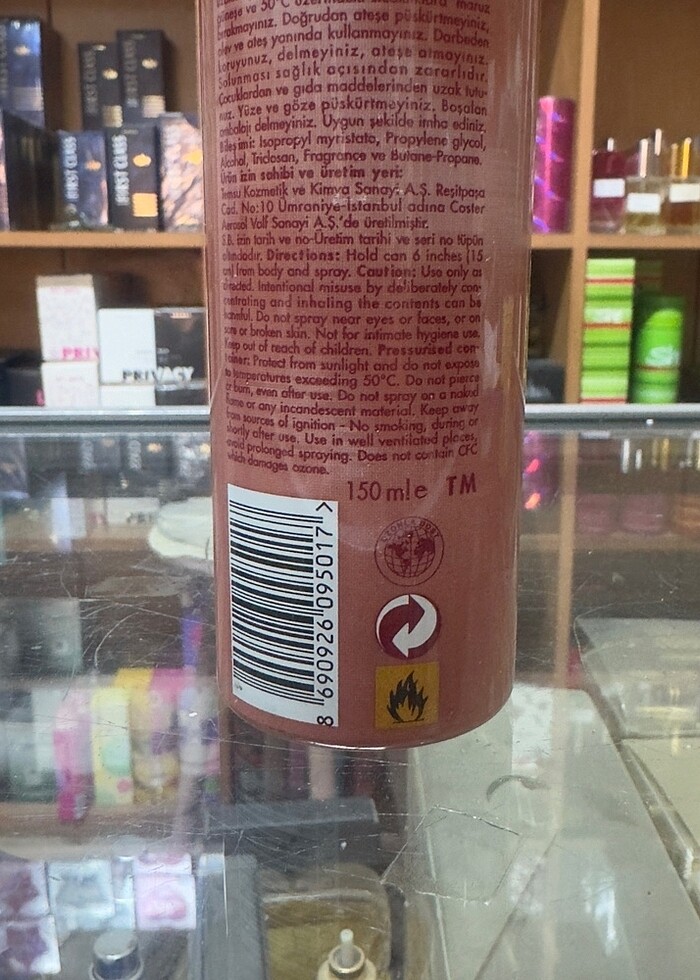 güneşe ve 50°C
bırakmayınız. Doğrudan ateşe püskürtmeyiniz,
alev ve ateş yanında kullanmayınız. Darbeden
koruyunuz, delmeyiniz, ateşe atmayınız.
Solunması sağlık açısından zararlıdır.
Çocuklardan ve gıda maddelerinden uzak tutu-
nuz. Yüze ve göze püskürtmeyiniz. Boşalan
ambalajı delmeyiniz. Uygun şekilde imha ediniz,
Bileşimi: Isopropyl myristate, Propylene glycol,
Alcohol, Triclosan, Fragrance ve Butane-Propane.
Ürün izin sahibi ve üretim yeri:
Kozmetik ve Kimya Sanayi A.Ş. Reşitpaşa
Cad. No:10 Ümraniye-İstanbul adına Coster
Aerosol Valf Sanayi A.Ş.'de üretilmiştir.
S.B. izin tarih ve no-Üretim tarihi ve seri no tüpün
altındadır. Directions: Hold can 6 inches (15
cm) from body and spray. Caution: Use only as
directed. Intentional misuse by deliberately con-
centrating and inhaling the contents can be
harmful. Do not spray near eyes or faces, or on
sore or broken skin. Not for intimate hygiene use.
Keep out of reach of children. Pressurised con-
tainer: Protect from sunlight and do not expose
to temperatures exceeding 50°C. Do not pierce
or burn, even after use. Do not spray on a naked
flame or any incandescent material. Keep away
from sources of ignition - No smoking, during or
shortly after use. Use in well ventilated places,
avoid prolonged spraying. Does not contain CFC
which damages ozone.
150 ml e TM
8 690926 095017 >
FIRST CLASS
FIRST CLASS
PRIV
PRIVACY